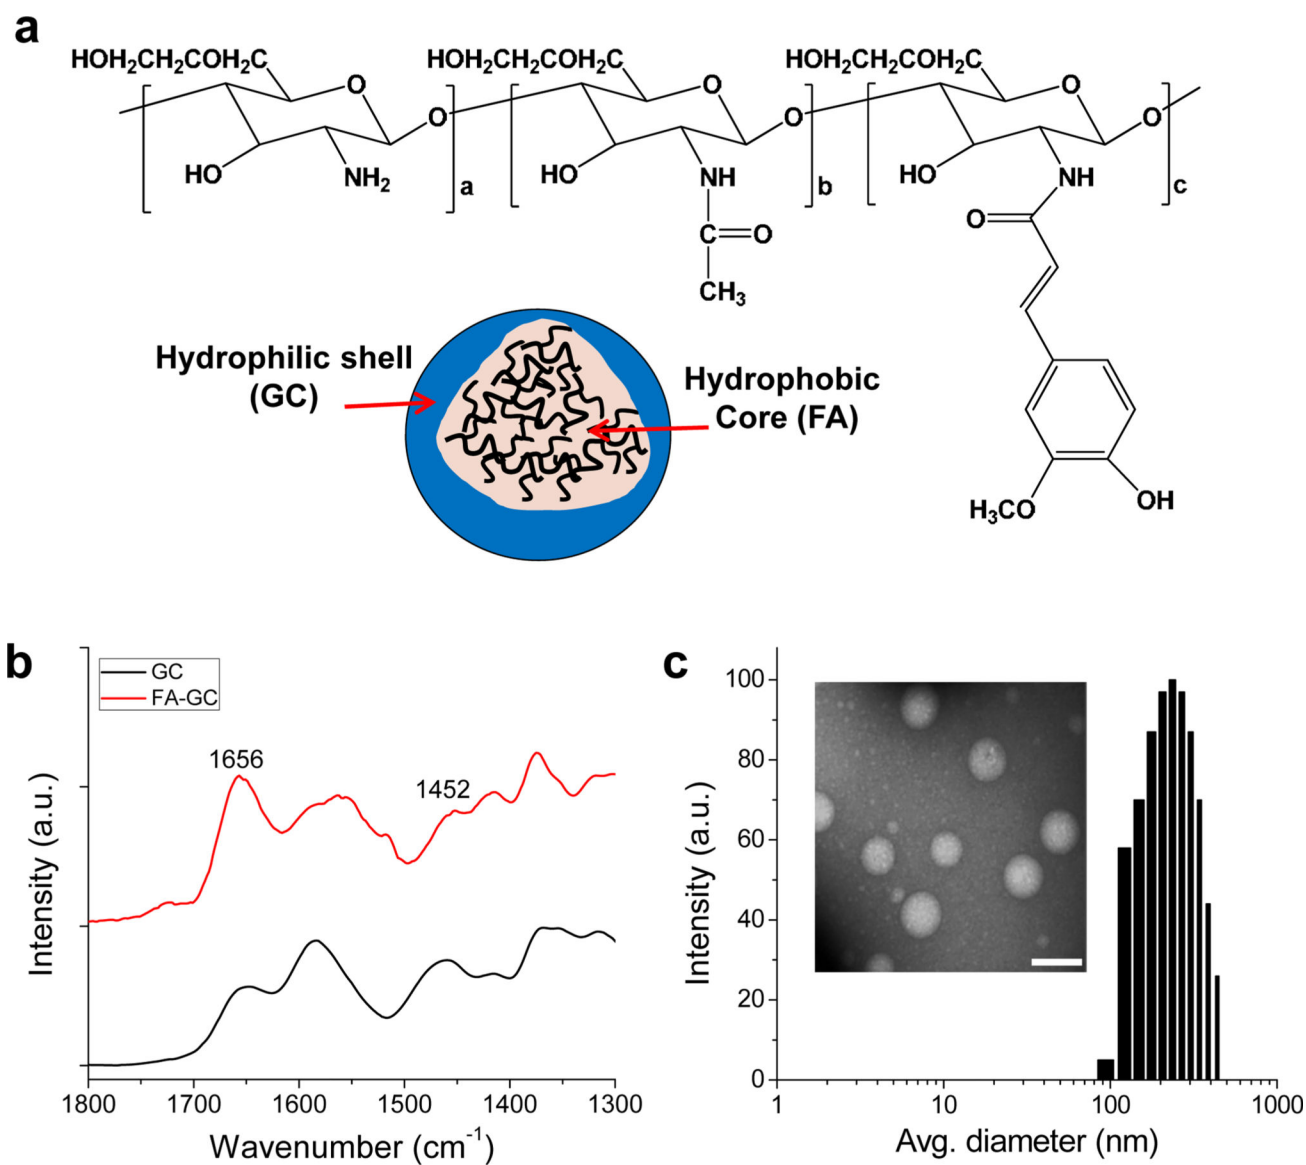 a
HOH₂CH₂COH₂C HOH₂CH₂COH₂C HOH₂CH₂COH₂C
O O O
O O O
HO NH₂ a HO NH b HO NH c
C=O O
CH₃
Hydrophilic shell
(GC)
Hydrophobic
Core (FA)
H₃CO OH
b
GC
FA-GC
1656
1452
Intensity (a.u.)
1800 1700 1600 1500 1400 1300
Wavenumber (cm⁻¹)
c
100
80
60
40
20
0
Intensity (a.u.)
1 10 100 1000
Avg. diameter (nm)